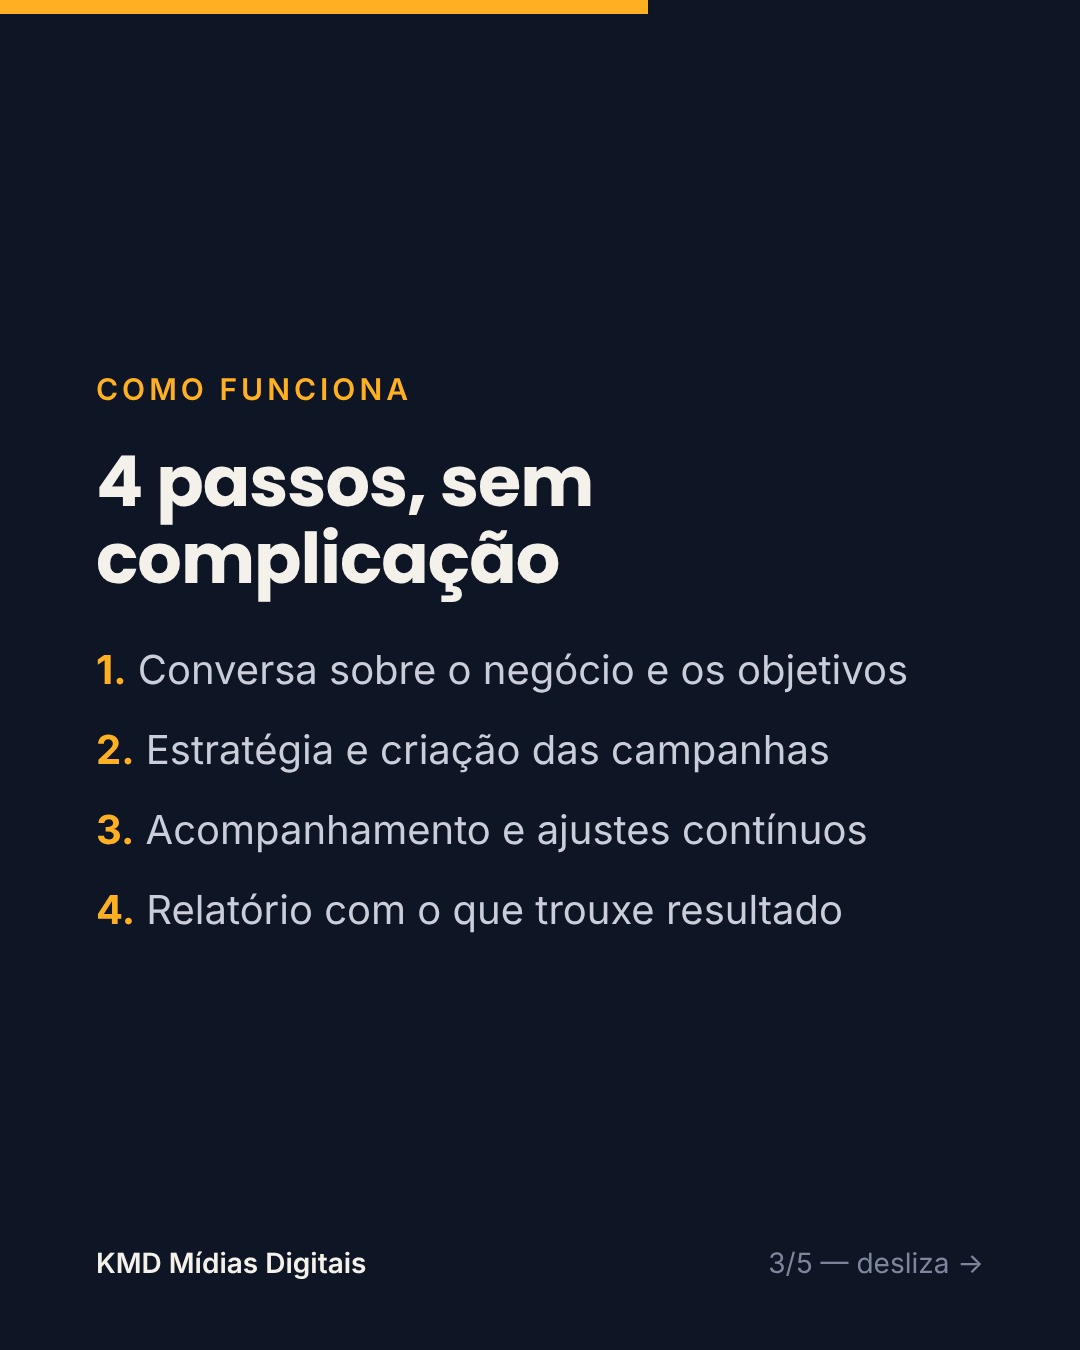 COMO FUNCIONA
4 passos, sem
complicação
1. Conversa sobre o negócio e os objetivos
2. Estratégia e criação das campanhas
3. Acompanhamento e ajustes contínuos
4. Relatório com o que trouxe resultado
KMD Mídias Digitais
3/5 — desliza →